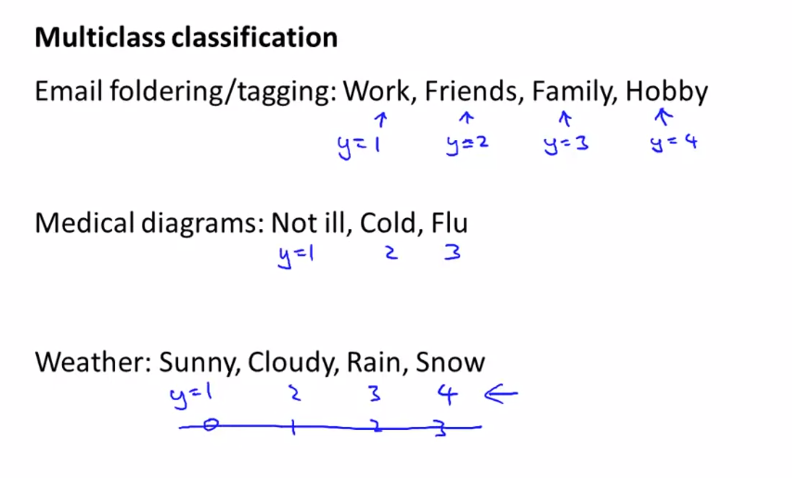 Multiclass classification
Email foldering/tagging: Work, Friends, Family, Hobby
y=1 y=2 y=3 y=4
Medical diagrams: Not ill, Cold, Flu
y=1 2 3
Weather: Sunny, Cloudy, Rain, Snow
y=1 2 3 4 ←
0 1 2 3